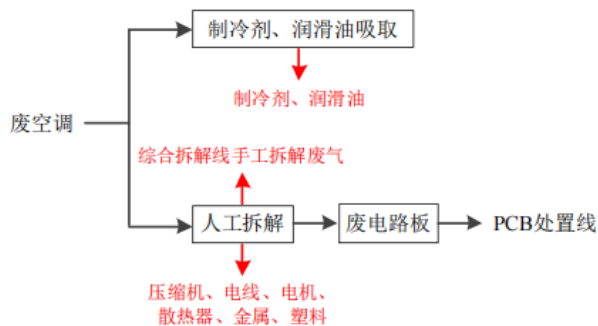 制冷剂、润滑油吸取
制冷剂、润滑油
废空调
综合拆解线手工拆解废气
人工拆解
废电路板
PCB处置线
压缩机、电线、电机、
散热器、金属、塑料